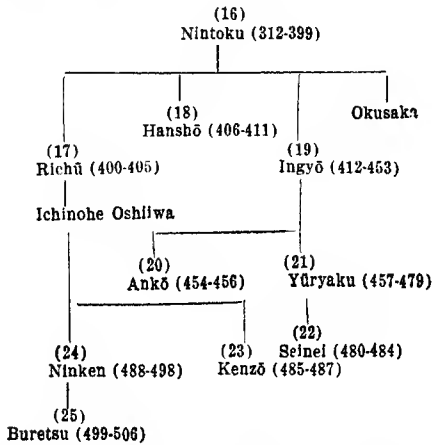 (16)
Nintoku (312-399)
(18)
Hanshō (406-411)
Okusaka
(17)
Richū (400-405)
(19)
Ingyō (412-453)
Ichinohe Oshiiwa
(20)
Ankō (454-456)
(21)
Yūryaku (457-479)
(22)
Seinei (480-484)
(24)
Ninken (488-498)
(23)
Kenzō (485-487)
(25)
Buretsu (499-506)